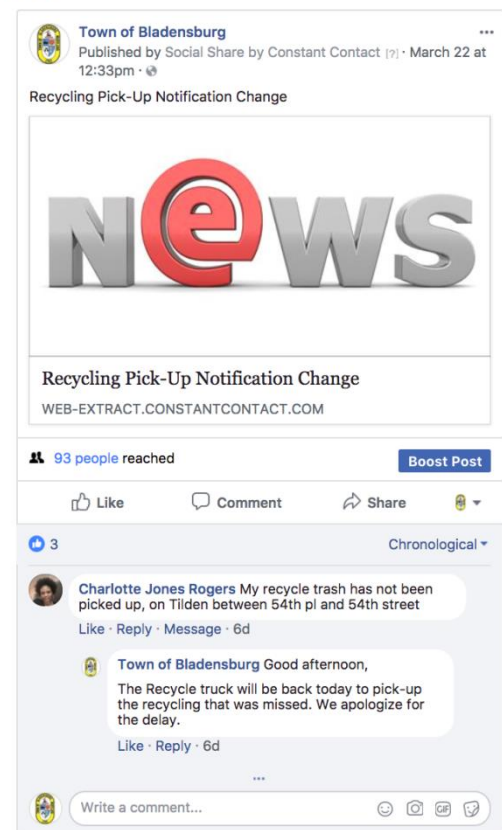 Town of Bladensburg
Published by Social Share by Constant Contact [?] · March 22 at
12:33pm ·
Recycling Pick-Up Notification Change
NeWS
Recycling Pick-Up Notification Change
WEB-EXTRACT.CONSTANTCONTACT.COM
93 people reached
Boost Post
Like Comment Share
3
Chronological
Charlotte Jones Rogers My recycle trash has not been
picked up, on Tilden between 54th pl and 54th street
Like · Reply · Message · 6d
Town of Bladensburg Good afternoon,
The Recycle truck will be back today to pick-up
the recycling that was missed. We apologize for
the delay.
Like · Reply · 6d
...
Write a comment...
GIF